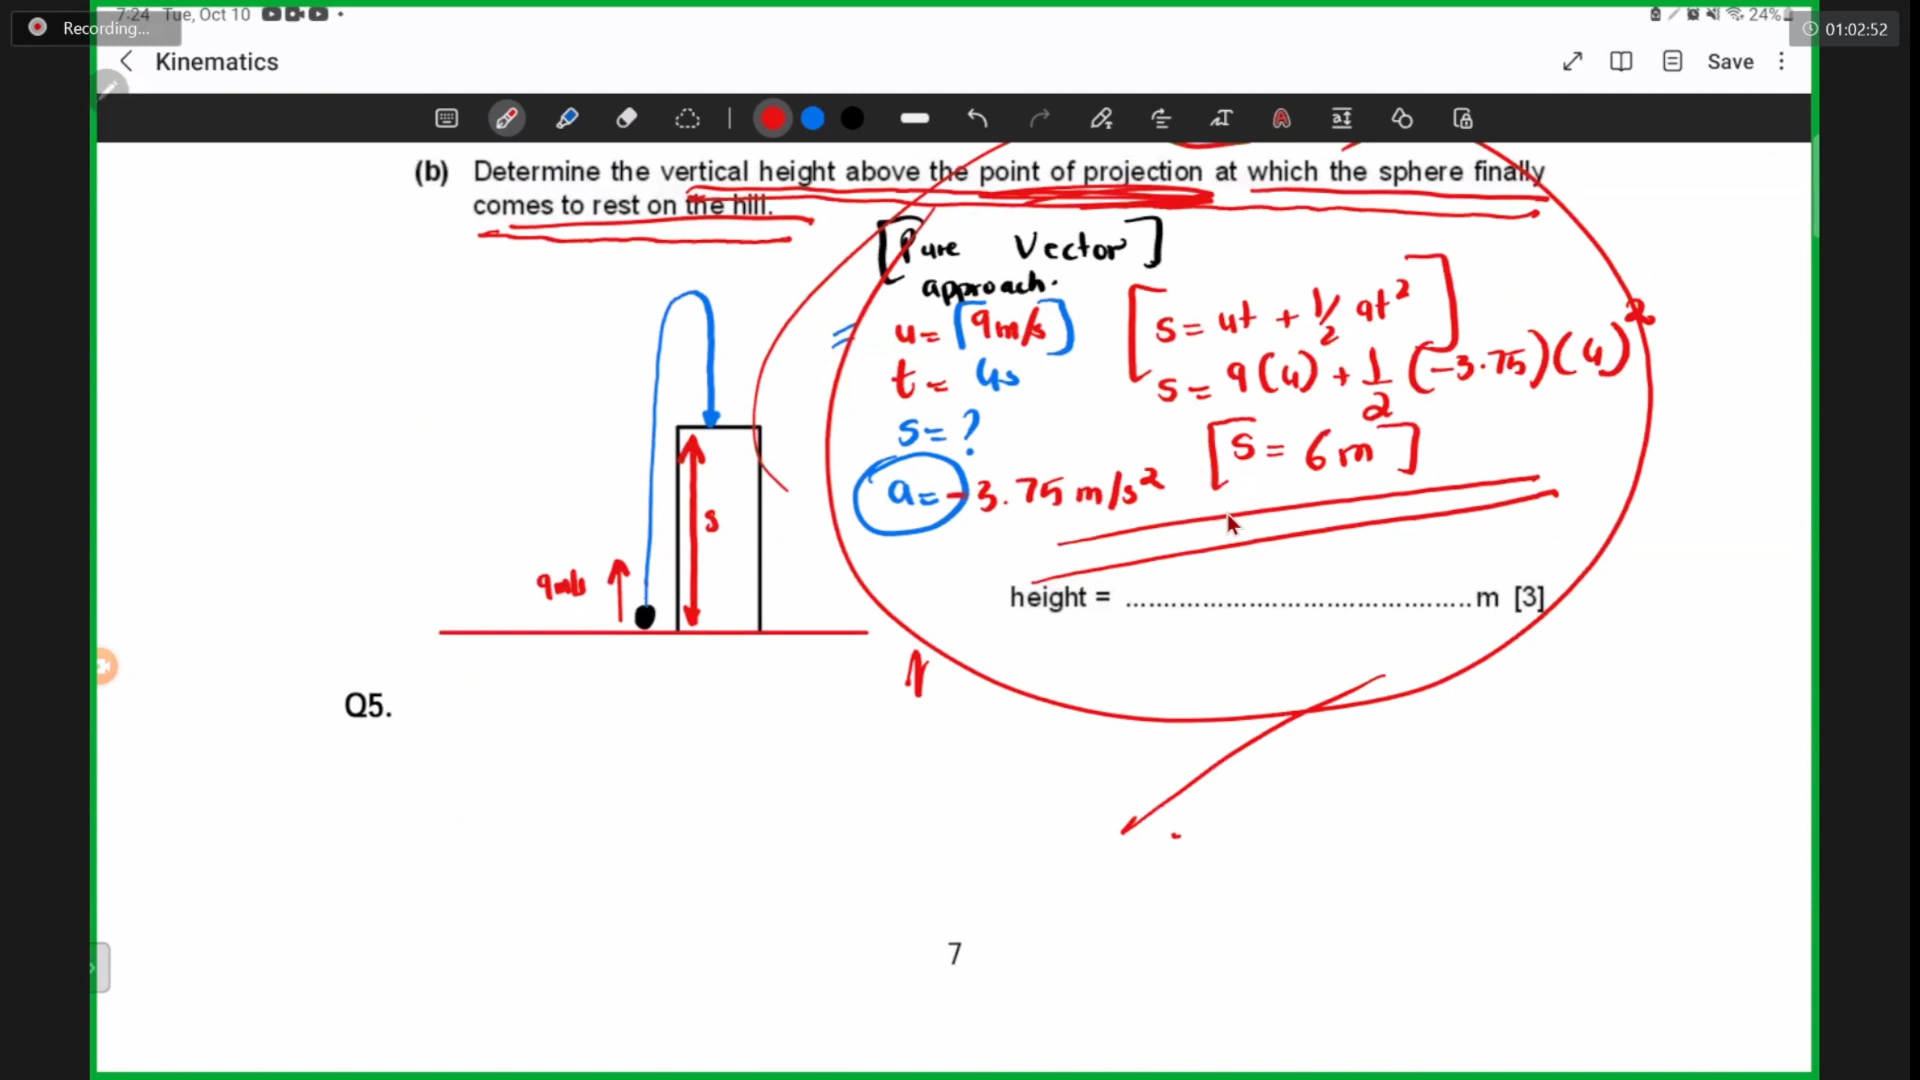 7:24 Tue, Oct 10
24%
Recording...
01:02:52
Kinematics
Save
(b) Determine the vertical height above the point of projection at which the sphere finally
comes to rest on the hill.
[Pure Vector]
approach.
u = [9m/s]
t = 4s
s = ?
a = -3.75 m/s²
[s = ut + 1/2 at²]
s = 9(4) + 1/2 (-3.75)(4)²
[s = 6m]
s
9m/s
height = ........................................ m [3]
Q5.
7